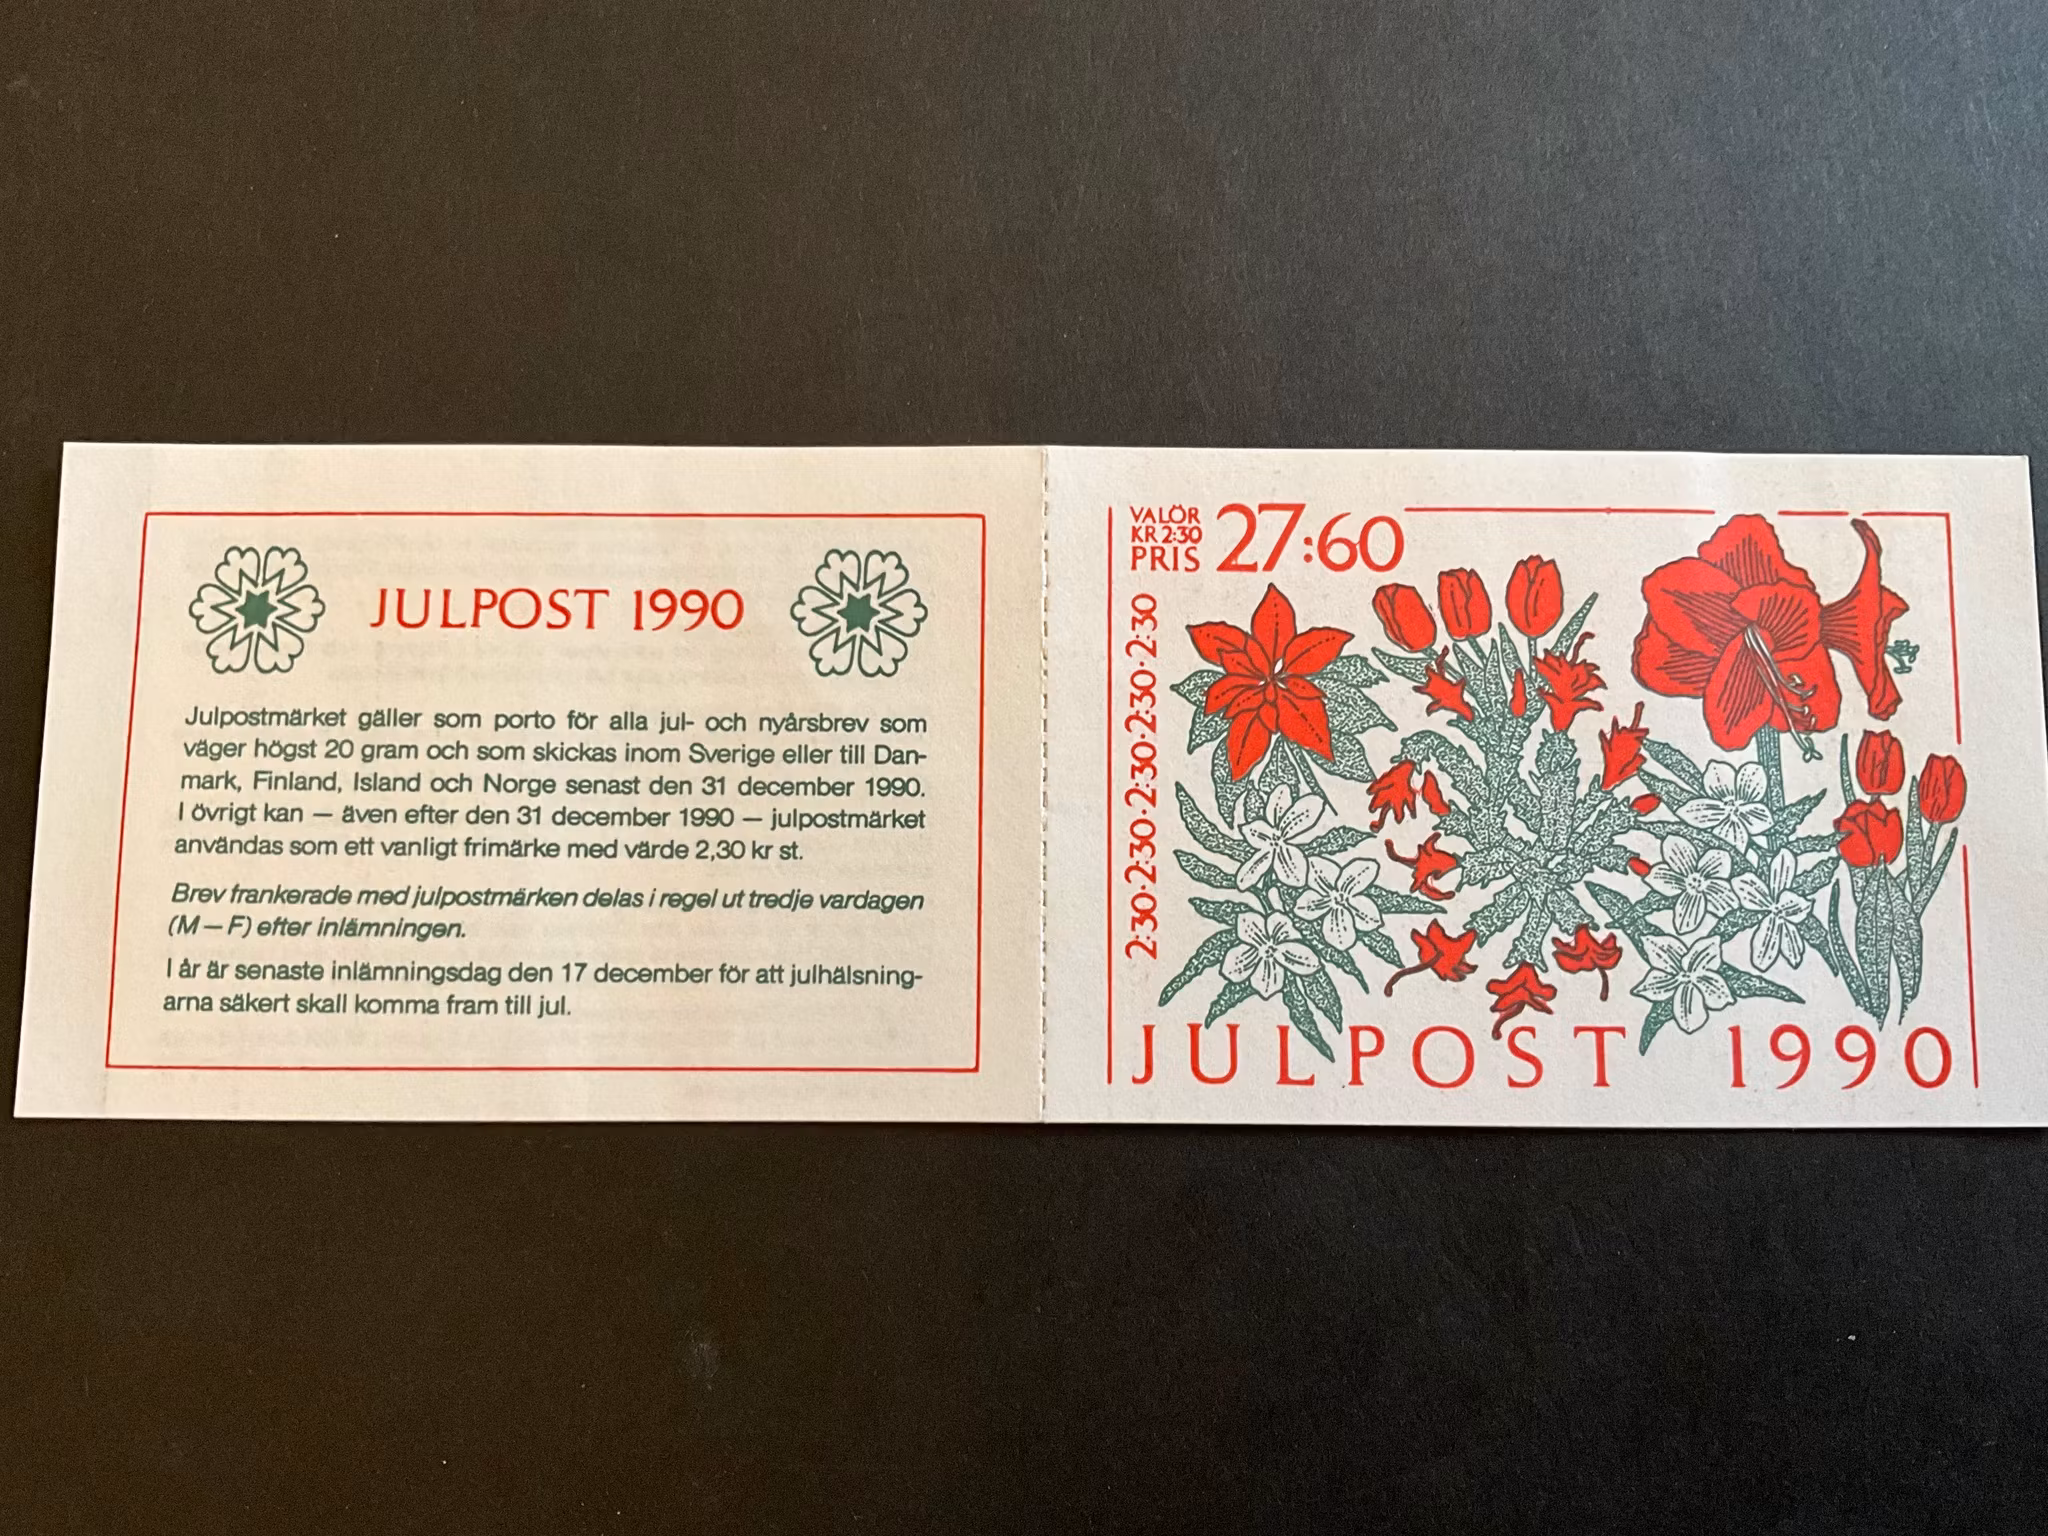 JULPOST 1990
Julpostmärket gäller som porto för alla jul- och nyårsbrev som
väger högst 20 gram och som skickas inom Sverige eller till Dan-
mark, Finland, Island och Norge senast den 31 december 1990.
I övrigt kan — även efter den 31 december 1990 — julpostmärket
användas som ett vanligt frimärke med värde 2,30 kr st.
Brev frankerade med julpostmärken delas i regel ut tredje vardagen
(M — F) efter inlämningen.
I år är senaste inlämningsdag den 17 december för att julhälsning-
arna säkert skall komma fram till jul.
VALÖR
KR 2:30
PRIS 27:60
2:30·2:30·2:30·2:30·2:30
JULPOST 1990